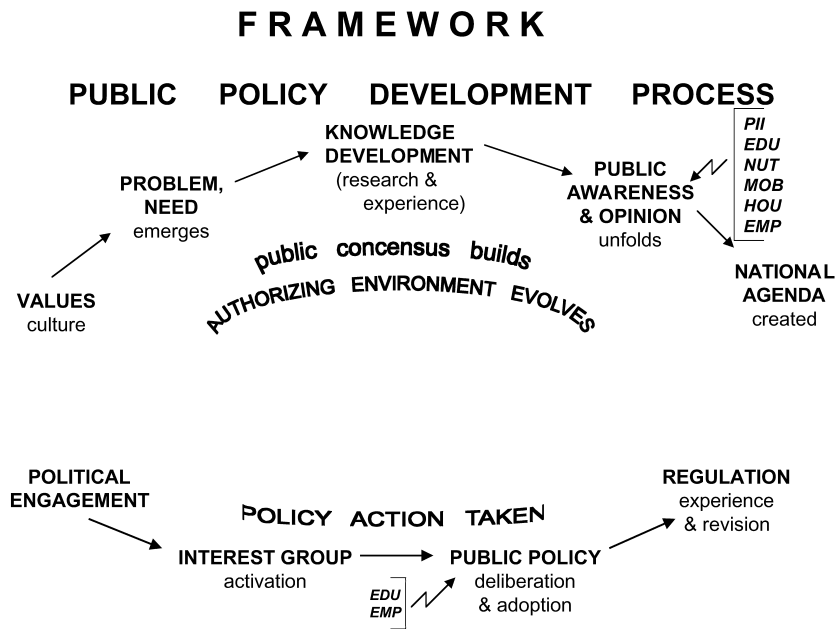 FRAMEWORK
PUBLIC POLICY DEVELOPMENT PROCESS
VALUES
culture
PROBLEM,
NEED
emerges
KNOWLEDGE
DEVELOPMENT
(research &
experience)
PUBLIC
AWARENESS
& OPINION
unfolds
PII
EDU
NUT
MOB
HOU
EMP
NATIONAL
AGENDA
created
public concensus builds
AUTHORIZING ENVIRONMENT EVOLVES
POLITICAL
ENGAGEMENT
POLICY ACTION TAKEN
INTEREST GROUP
activation
EDU
EMP
PUBLIC POLICY
deliberation
& adoption
REGULATION
experience
& revision